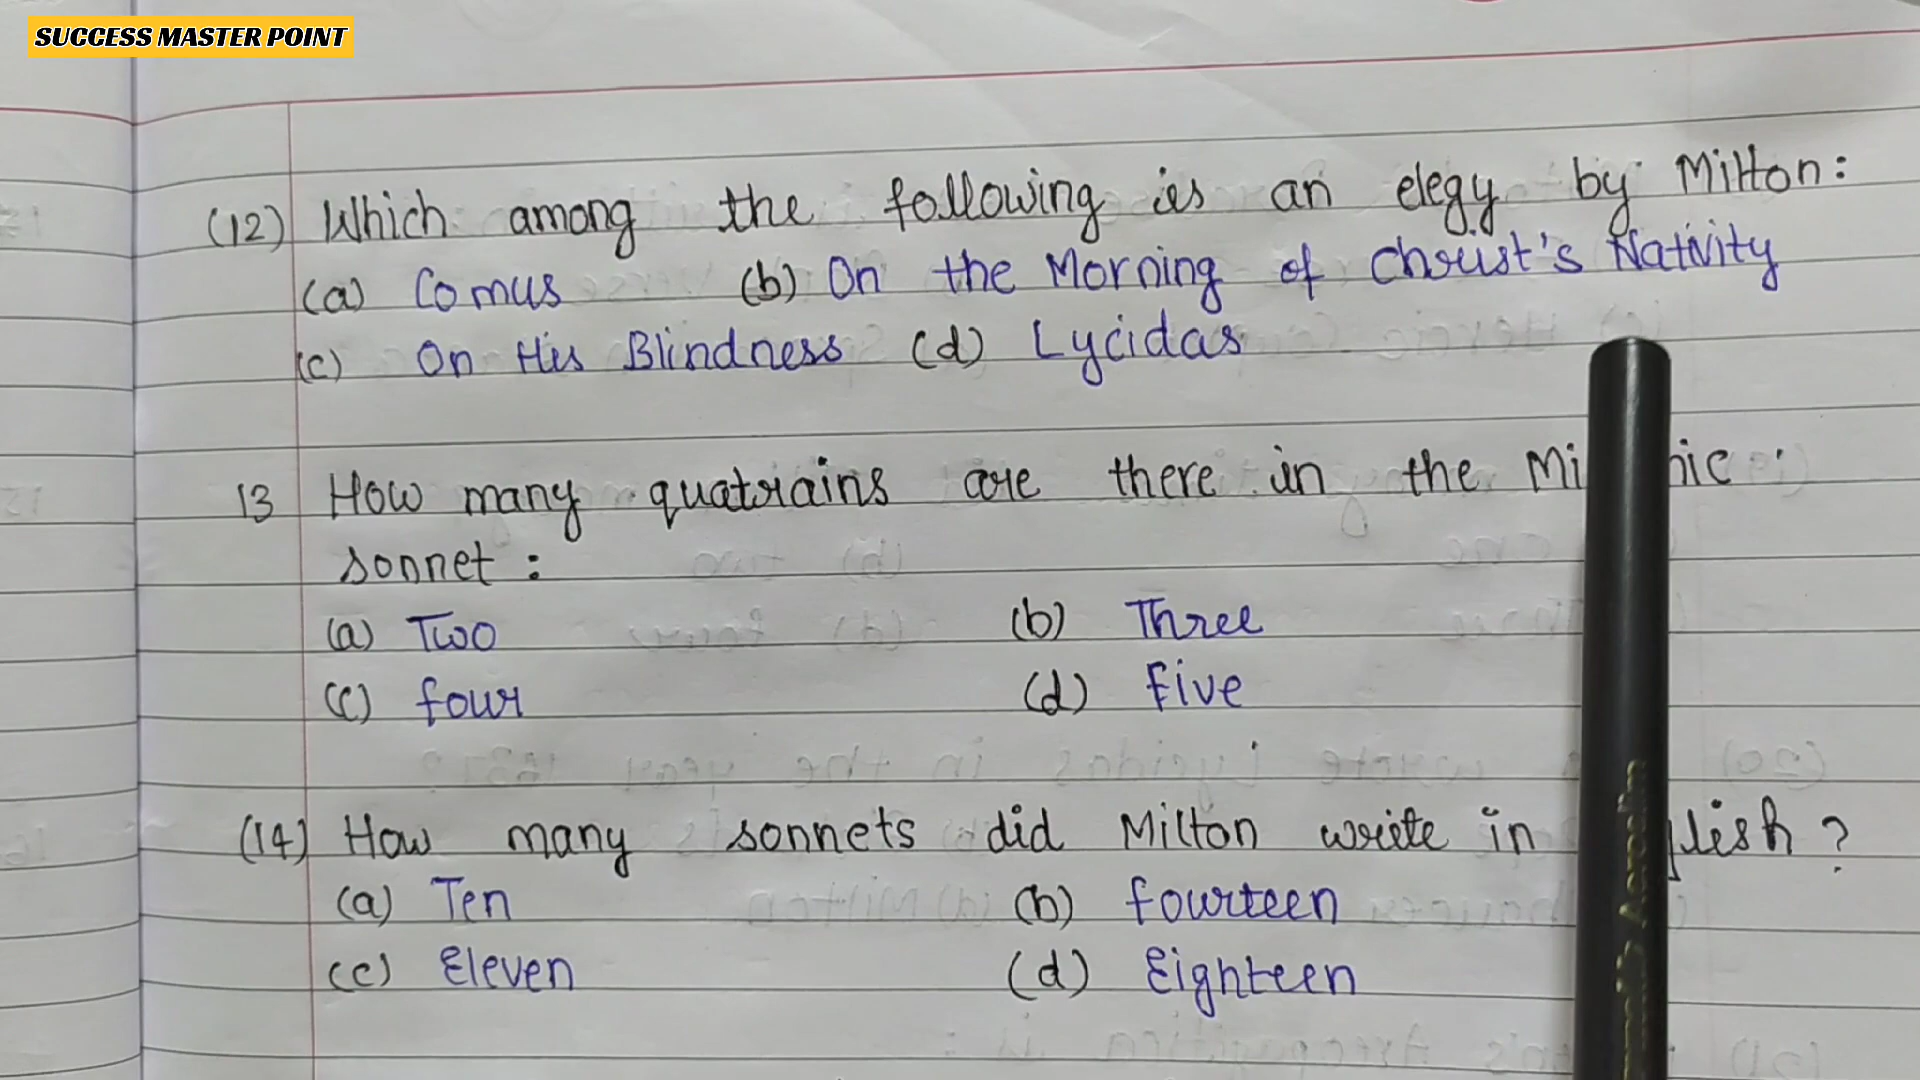 SUCCESS MASTER POINT
(12) Which among the following is an elegy by Milton:
(a) Comus (b) On the Morning of Christ's Nativity
(c) On His Blindness (d) Lycidas
13 How many quatrains are there in the
sonnet:
(a) Two (b) Three
(c) four (d) Five
(14) How many sonnets did Milton write in
(a) Ten (b) fourteen
(c) Eleven (d) Eighteen